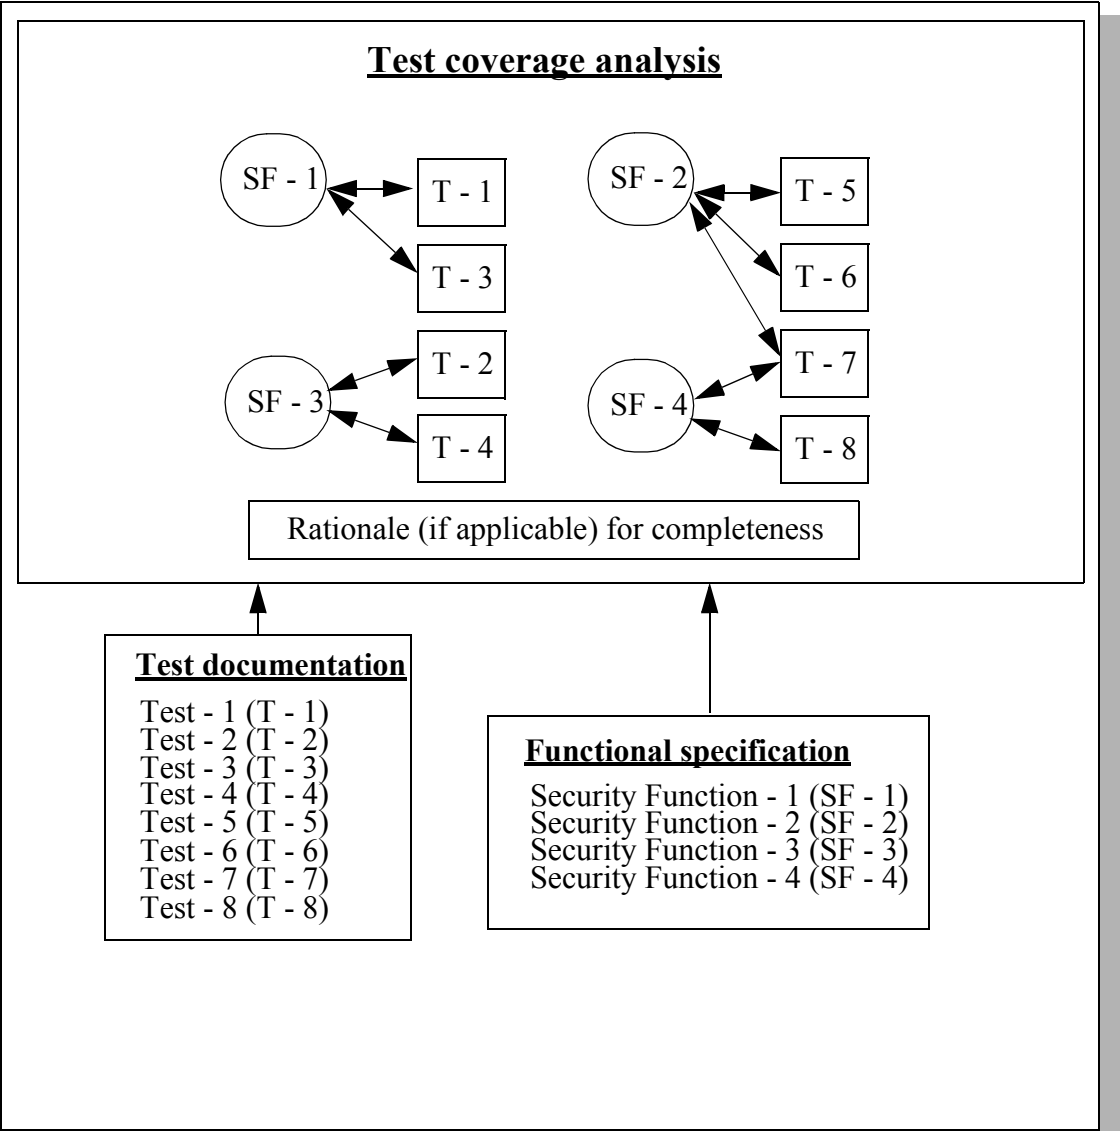 Test coverage analysis
SF - 1
T - 1
T - 3
SF - 2
T - 5
T - 6
SF - 3
T - 2
T - 4
SF - 4
T - 7
T - 8
Rationale (if applicable) for completeness
Test documentation
Test - 1 (T - 1)
Test - 2 (T - 2)
Test - 3 (T - 3)
Test - 4 (T - 4)
Test - 5 (T - 5)
Test - 6 (T - 6)
Test - 7 (T - 7)
Test - 8 (T - 8)
Functional specification
Security Function - 1 (SF - 1)
Security Function - 2 (SF - 2)
Security Function - 3 (SF - 3)
Security Function - 4 (SF - 4)